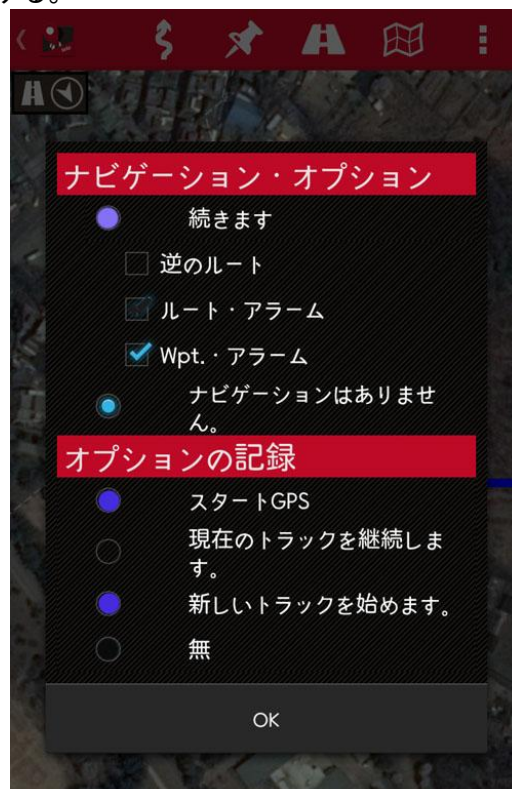 する。
ナビゲーション・オプション
続きます
逆のルート
ルート・アラーム
Wpt.・アラーム
ナビゲーションはありませ
ん。
オプションの記録
スタートGPS
現在のトラックを継続しま
す。
新しいトラックを始めます。
無
OK